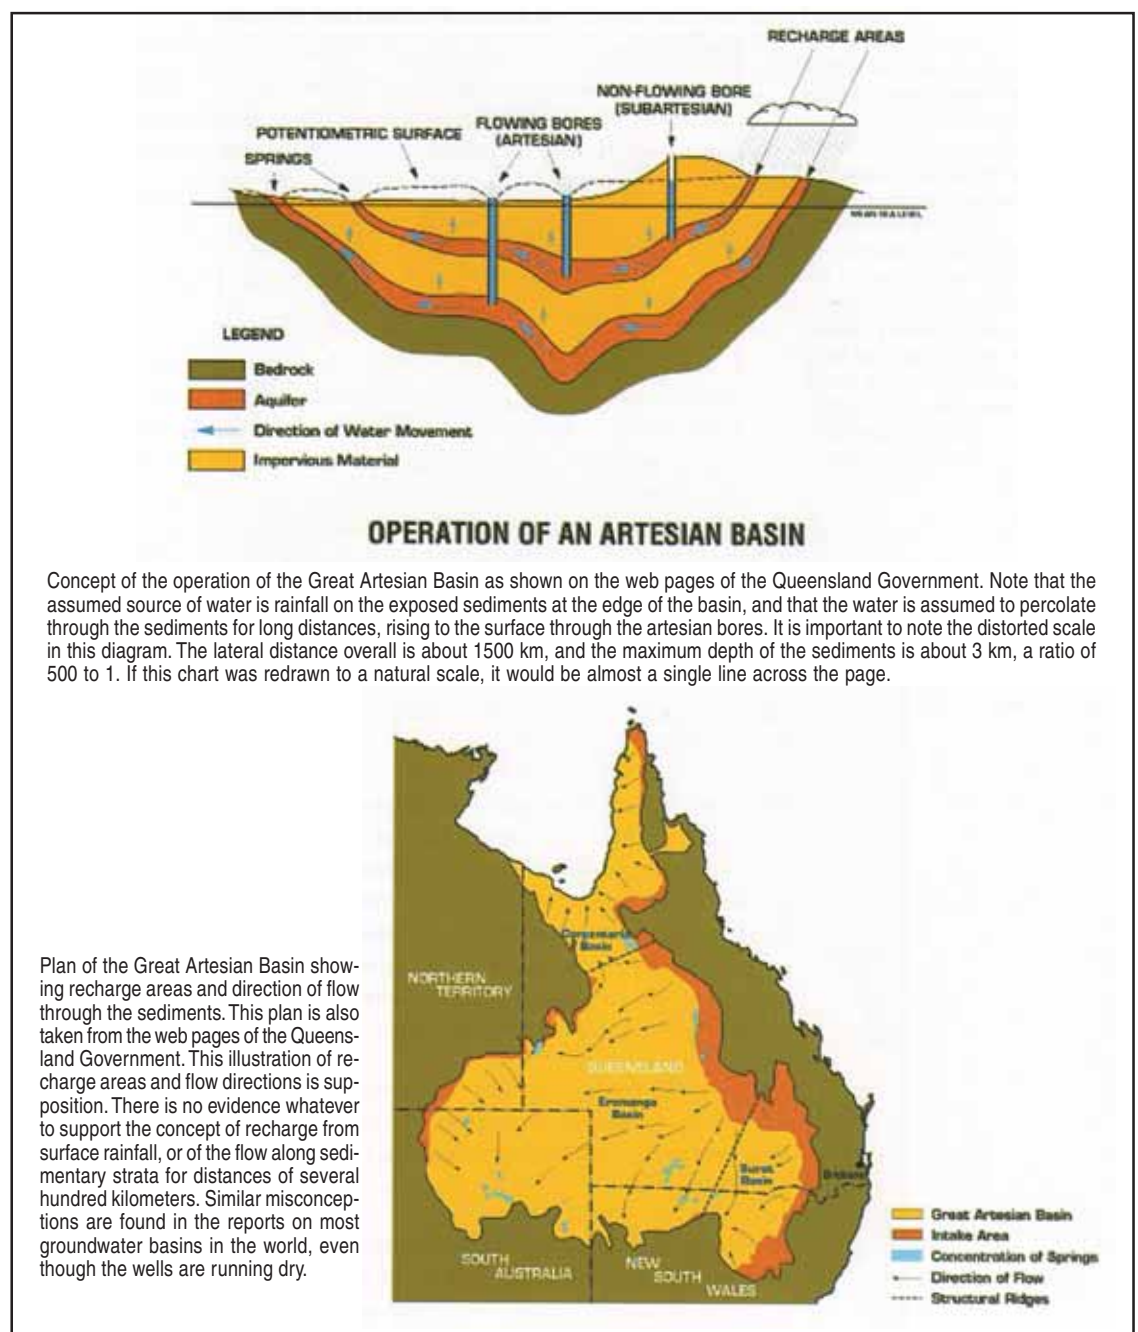 RECHARGE AREAS
NON-FLOWING BORE
(SUBARTESIAN)
FLOWING BORES
(ARTESIAN)
POTENTIOMETRIC SURFACE
SPRINGS
MEAN SEA LEVEL
LEGEND
Bedrock
Aquifer
Direction of Water Movement
Impervious Material
OPERATION OF AN ARTESIAN BASIN
Concept of the operation of the Great Artesian Basin as shown on the web pages of the Queensland Government. Note that the
assumed source of water is rainfall on the exposed sediments at the edge of the basin, and that the water is assumed to percolate
through the sediments for long distances, rising to the surface through the artesian bores. It is important to note the distorted scale
in this diagram. The lateral distance overall is about 1500 km, and the maximum depth of the sediments is about 3 km, a ratio of
500 to 1. If this chart was redrawn to a natural scale, it would be almost a single line across the page.
Plan of the Great Artesian Basin show-
ing recharge areas and direction of flow
through the sediments. This plan is also
taken from the web pages of the Queens-
land Government. This illustration of re-
charge areas and flow directions is sup-
position. There is no evidence whatever
to support the concept of recharge from
surface rainfall, or of the flow along sedi-
mentary strata for distances of several
hundred kilometers. Similar misconcep-
tions are found in the reports on most
groundwater basins in the world, even
though the wells are running dry.
Carpentaria
Basin
NORTHERN
TERRITORY
QUEENSLAND
Eromanga
Basin
Surat
Basin
Brisbane
SOUTH
AUSTRALIA
NEW
SOUTH
WALES
Great Artesian Basin
Intake Area
Concentration of Springs
Direction of Flow
Structural Ridges